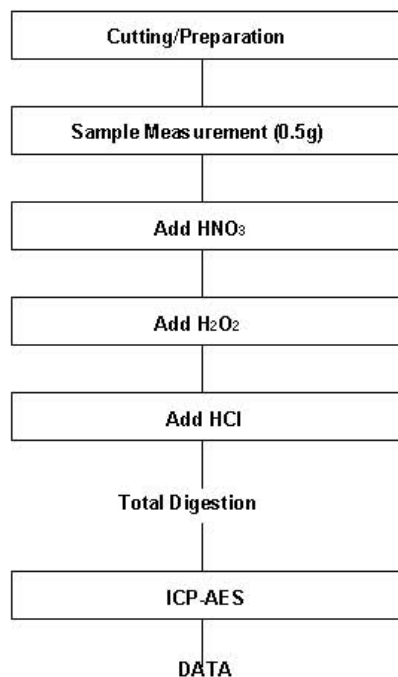 Cutting/Preparation
Sample Measurement (0.5g)
Add HNO₃
Add H₂O₂
Add HCl
Total Digestion
ICP-AES
DATA